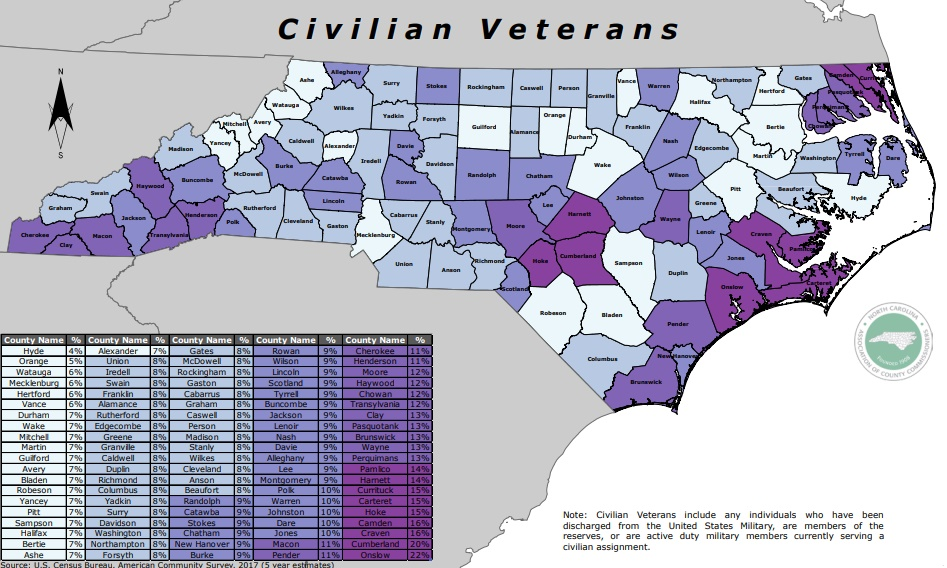 Civilian Veterans
N
S
Ashe
Alleghany
Surry
Stokes
Rockingham
Caswell
Person
Granville
Vance
Warren
Northampton
Gates
Camden
Pasquotank
Halifax
Hertford
Perquimans
Watauga
Wilkes
Yadkin
Forsyth
Guilford
Alamance
Orange
Durham
Franklin
Nash
Edgecombe
Bertie
Martin
Washington
Tyrrell
Dare
Mitchell
Avery
Yancey
Caldwell
Alexander
Iredell
Davie
Davidson
Wake
Madison
Haywood
Buncombe
McDowell
Burke
Catawba
Rowan
Randolph
Chatham
Wilson
Pitt
Beaufort
Hyde
Swain
Graham
Jackson
Henderson
Rutherford
Lincoln
Cleveland
Gaston
Cabarrus
Stanly
Montgomery
Moore
Lee
Harnett
Johnston
Wayne
Greene
Lenoir
Craven
Cherokee
Clay
Macon
Transylvania
Polk
Mecklenburg
Union
Anson
Richmond
Scotland
Hoke
Cumberland
Sampson
Duplin
Jones
Onslow
Carteret
Robeson
Bladen
Pender
Columbus
New Hanover
Brunswick
County Name % County Name % County Name % County Name % County Name %
Hyde 4% Alexander 7% Gates 8% Rowan 9% Cherokee 11%
Orange 5% Union 8% McDowell 8% Wilson 9% Henderson 11%
Watauga 6% Iredell 8% Rockingham 8% Lincoln 9% Moore 12%
Mecklenburg 6% Swain 8% Gaston 8% Scotland 9% Haywood 12%
Hertford 6% Franklin 8% Cabarrus 8% Tyrrell 9% Chowan 12%
Vance 6% Alamance 8% Graham 8% Buncombe 9% Transylvania 12%
Durham 7% Rutherford 8% Caswell 8% Jackson 9% Clay 13%
Wake 7% Edgecombe 8% Person 8% Lenoir 9% Pasquotank 13%
Mitchell 7% Greene 8% Madison 8% Nash 9% Brunswick 13%
Martin 7% Granville 8% Stanly 8% Davie 9% Wayne 13%
Guilford 7% Caldwell 8% Wilkes 8% Alleghany 9% Perquimans 13%
Avery 7% Duplin 8% Cleveland 8% Lee 9% Pamlico 14%
Bladen 7% Richmond 8% Anson 8% Montgomery 9% Harnett 14%
Robeson 7% Columbus 8% Beaufort 8% Polk 10% Currituck 15%
Yancey 7% Yadkin 8% Randolph 9% Warren 10% Carteret 15%
Pitt 7% Surry 8% Catawba 9% Johnston 10% Hoke 15%
Sampson 7% Davidson 8% Stokes 9% Dare 10% Camden 16%
Halifax 7% Washington 8% Chatham 9% Jones 10% Craven 16%
Bertie 7% Northampton 8% New Hanover 9% Macon 11% Cumberland 20%
Ashe 7% Forsyth 8% Burke 9% Pender 11% Onslow 22%
Source: U.S. Census Bureau, American Community Survey, 2017 (5 year estimates)
NORTH CAROLINA
ASSOCIATION OF COUNTY COMMISSIONERS
Note: Civilian Veterans include any individuals who have been
discharged from the United States Military, are members of the
reserves, or are active duty military members currently serving a
civilian assignment.